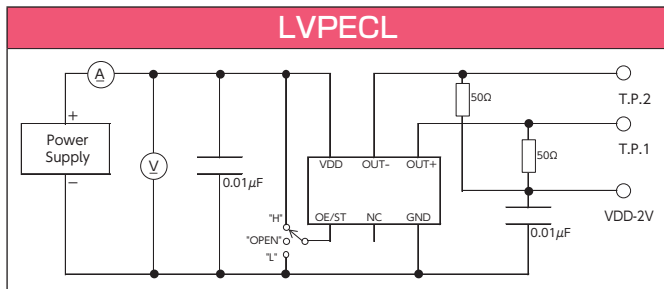 LVPECL
A
T.P.2
50Ω
+
T.P.1
Power
Supply
50Ω
VDD OUT- OUT+
V
−
0.01μF
VDD-2V
"H"
OE/ST NC GND
0.01μF
"OPEN"
"L"